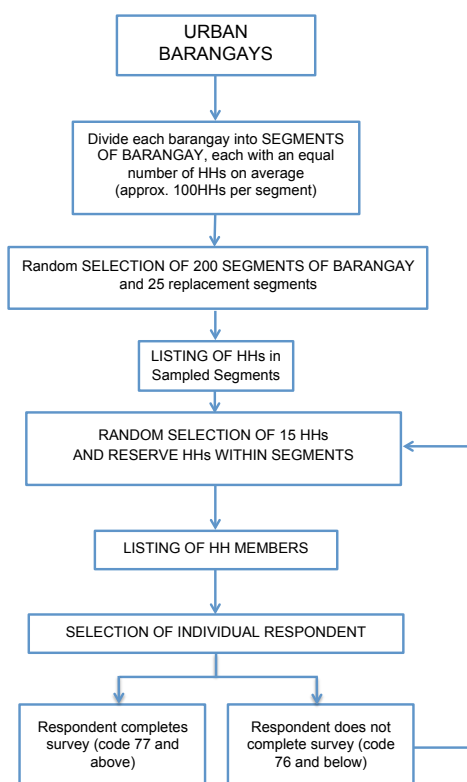 URBAN
BARANGAYS
Divide each barangay into SEGMENTS
OF BARANGAY, each with an equal
number of HHs on average
(approx. 100HHs per segment)
Random SELECTION OF 200 SEGMENTS OF BARANGAY
and 25 replacement segments
LISTING OF HHs in
Sampled Segments
RANDOM SELECTION OF 15 HHs
AND RESERVE HHs WITHIN SEGMENTS
LISTING OF HH MEMBERS
SELECTION OF INDIVIDUAL RESPONDENT
Respondent completes
survey (code 77 and
above)
Respondent does not
complete survey (code
76 and below)